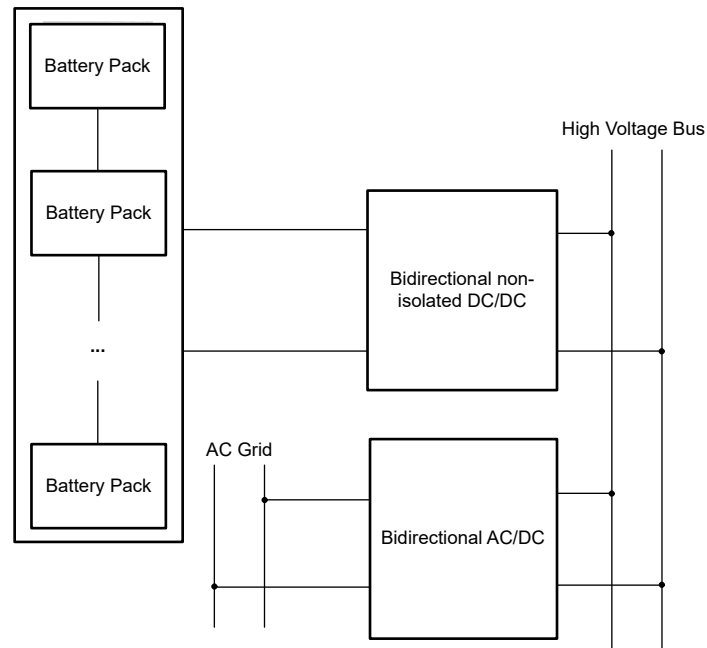 Battery Pack
High Voltage Bus
Battery Pack
Bidirectional non-
isolated DC/DC
...
AC Grid
Battery Pack
Bidirectional AC/DC